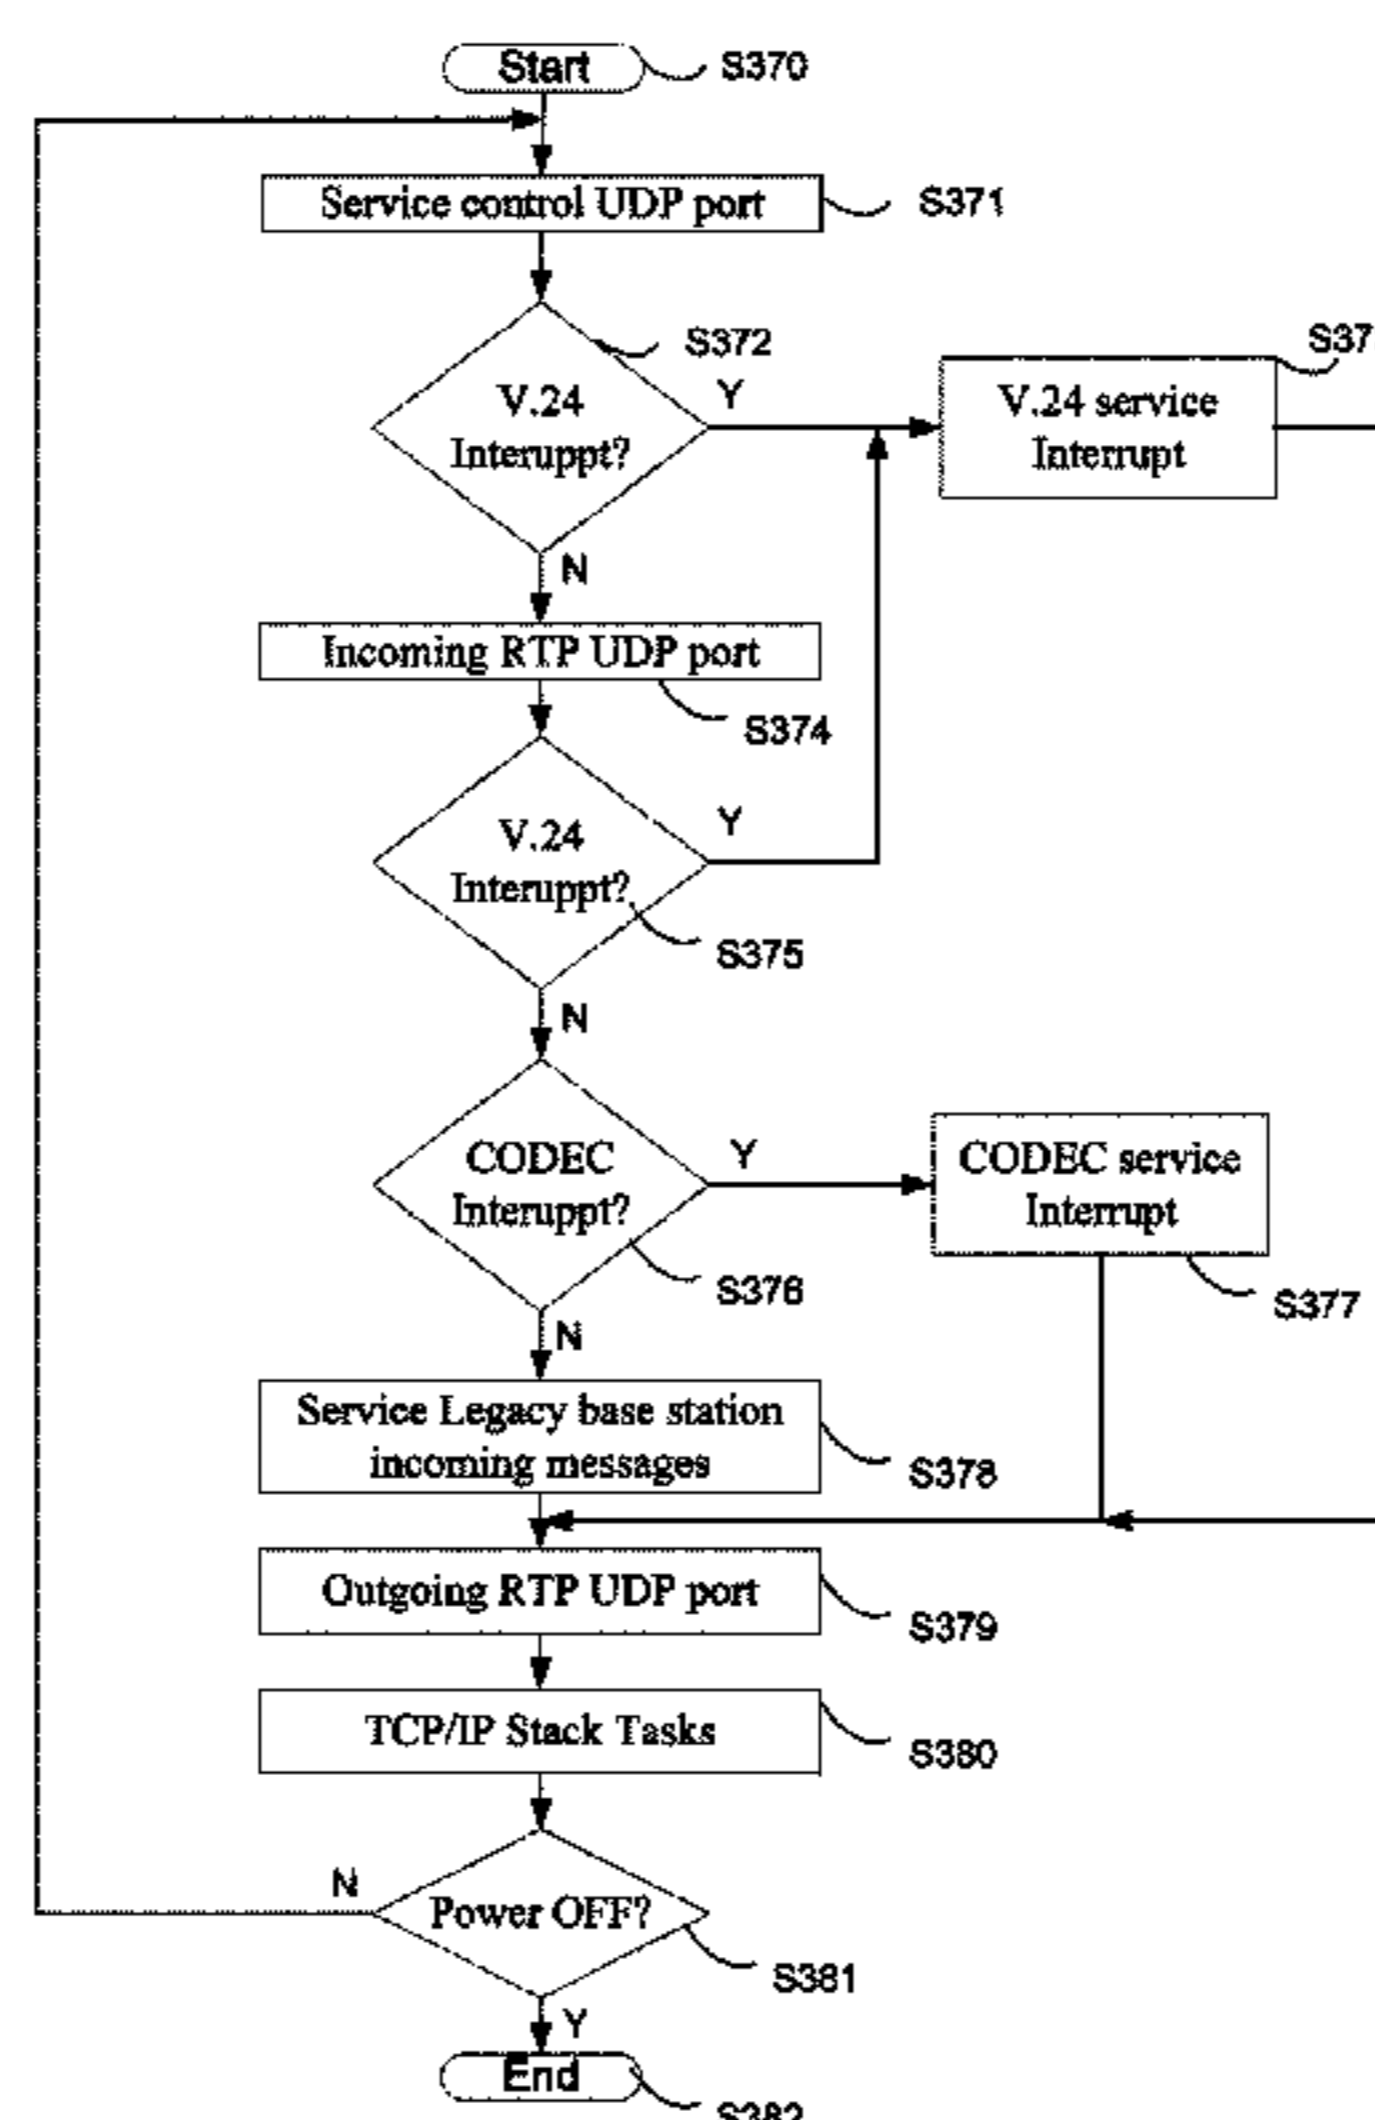 Start
S370
Service control UDP port
S371
S372
V.24
Interuppt?
Y
N
V.24 service
Interrupt
Incoming RTP UDP port
S374
V.24
Interuppt?
Y
S375
N
CODEC
Interuppt?
Y
S376
N
CODEC service
Interrupt
S377
Service Legacy base station
incoming messages
S378
Outgoing RTP UDP port
S379
TCP/IP Stack Tasks
S380
Power OFF?
N
S381
Y
End
S382